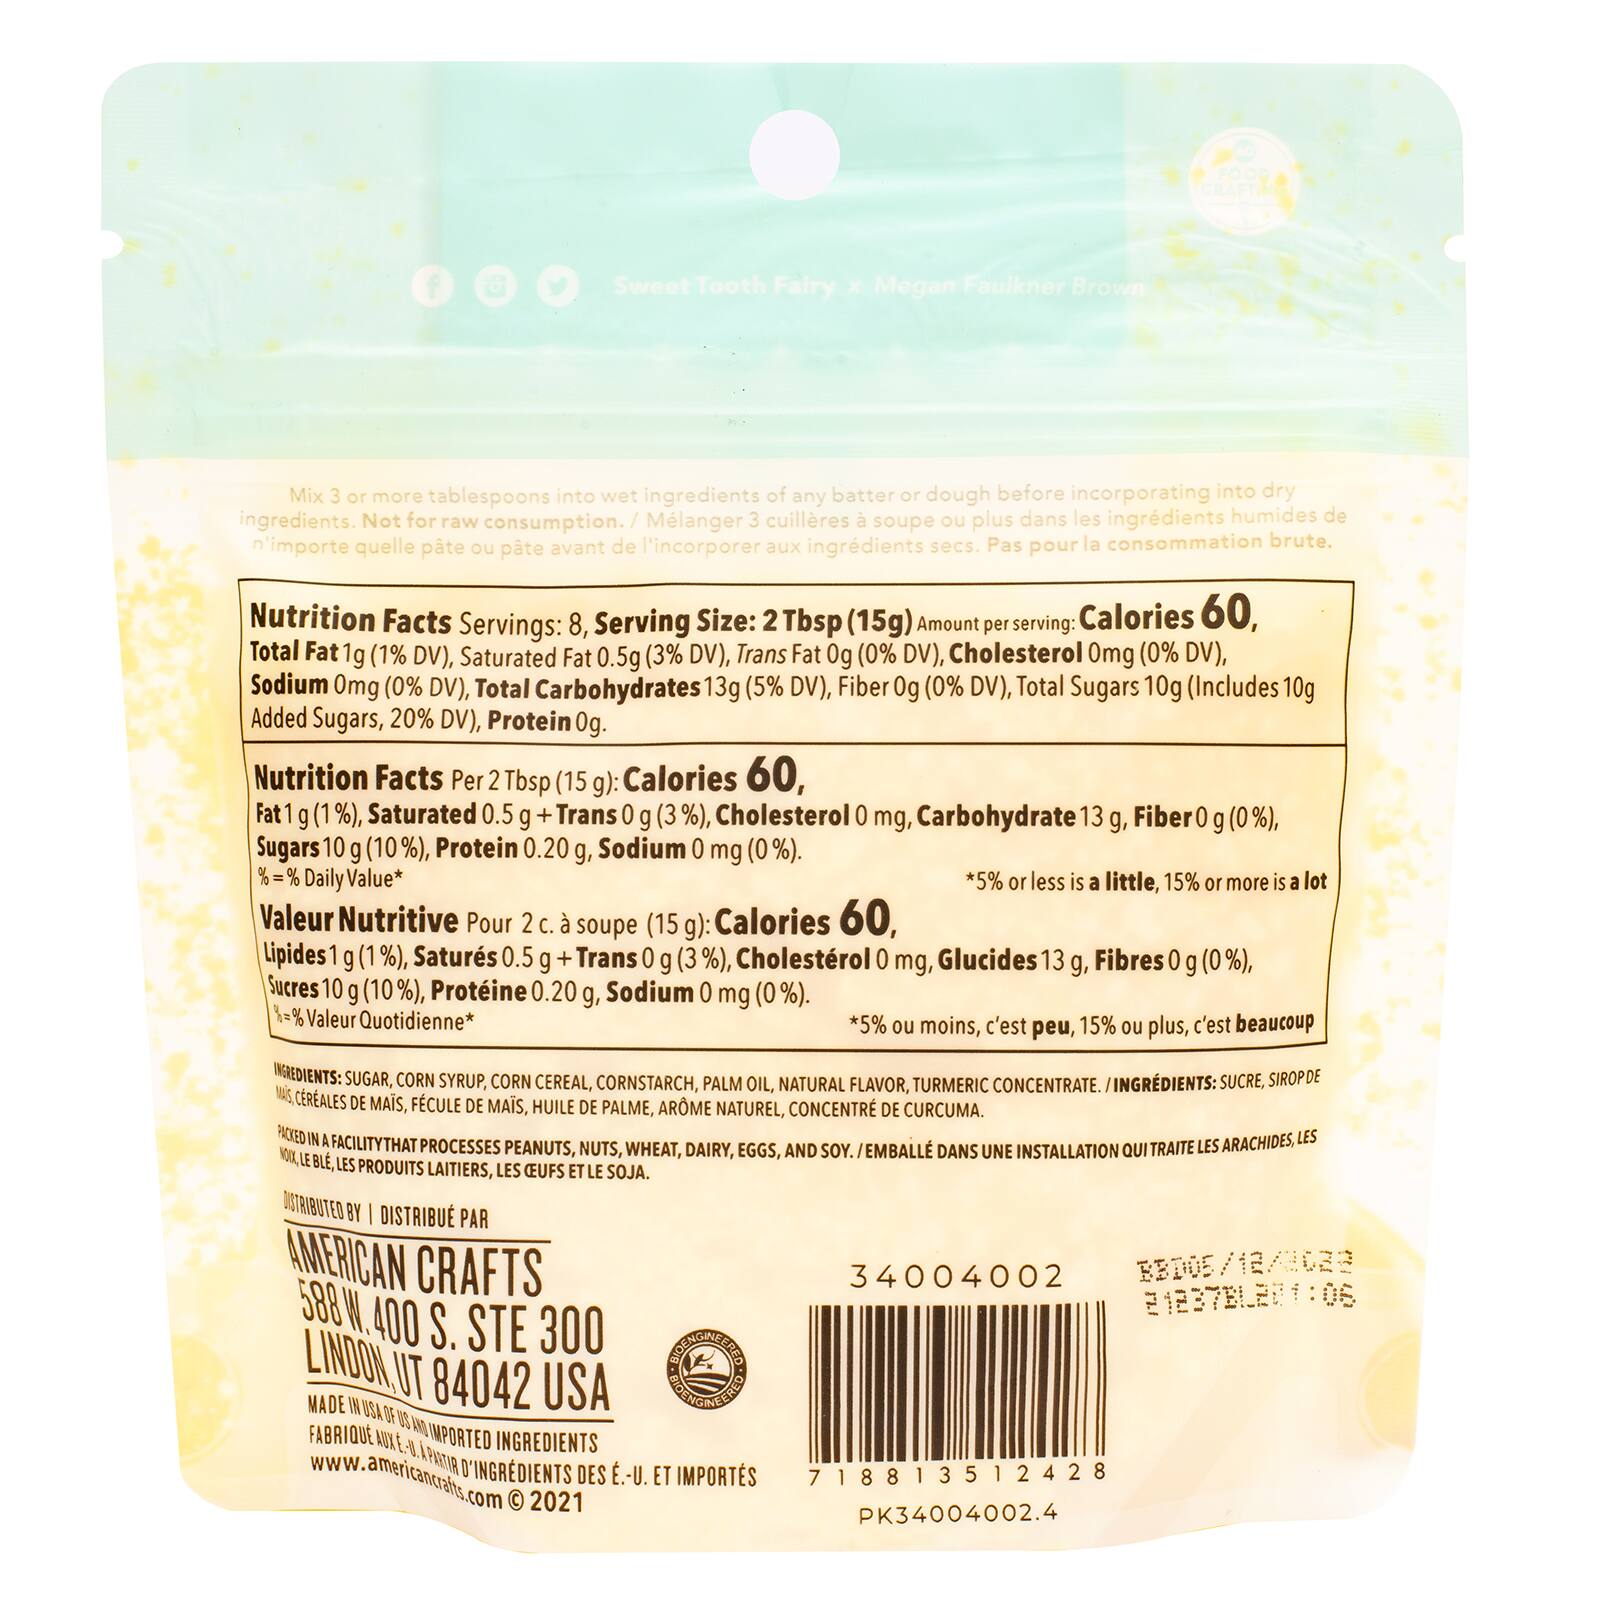 FOOD
CRAFTING
Sweet Tooth Fairy x Megan Faulkner Brown
Mix 3 or more tablespoons into wet ingredients of any batter or dough before incorporating into dry
ingredients. Not for raw consumption. / Mélanger 3 cuillères à soupe ou plus dans les ingrédients humides de
n'importe quelle pâte ou pâte avant de l'incorporer aux ingrédients secs. Pas pour la consommation brute.
Nutrition Facts Servings: 8, Serving Size: 2 Tbsp (15g) Amount per serving: Calories 60,
Total Fat 1g (1% DV), Saturated Fat 0.5g (3% DV), Trans Fat 0g (0% DV), Cholesterol 0mg (0% DV),
Sodium 0mg (0% DV), Total Carbohydrates 13g (5% DV), Fiber 0g (0% DV), Total Sugars 10g (Includes 10g
Added Sugars, 20% DV), Protein 0g.
Nutrition Facts Per 2 Tbsp (15 g): Calories 60,
Fat 1 g (1 %), Saturated 0.5 g + Trans 0 g (3 %), Cholesterol 0 mg, Carbohydrate 13 g, Fiber 0 g (0 %),
Sugars 10 g (10 %), Protein 0.20 g, Sodium 0 mg (0 %).
% = % Daily Value* *5% or less is a little, 15% or more is a lot
Valeur Nutritive Pour 2 c. à soupe (15 g): Calories 60,
Lipides 1 g (1 %), Saturés 0.5 g + Trans 0 g (3 %), Cholestérol 0 mg, Glucides 13 g, Fibres 0 g (0 %),
Sucres 10 g (10 %), Protéine 0.20 g, Sodium 0 mg (0 %).
% = % Valeur Quotidienne* *5% ou moins, c'est peu, 15% ou plus, c'est beaucoup
INGREDIENTS: SUGAR, CORN SYRUP, CORN CEREAL, CORNSTARCH, PALM OIL, NATURAL FLAVOR, TURMERIC CONCENTRATE. / INGRÉDIENTS: SUCRE, SIROP DE
MAÏS, CÉRÉALES DE MAÏS, FÉCULE DE MAÏS, HUILE DE PALME, ARÔME NATUREL, CONCENTRÉ DE CURCUMA.
PACKED IN A FACILITY THAT PROCESSES PEANUTS, NUTS, WHEAT, DAIRY, EGGS, AND SOY. / EMBALLÉ DANS UNE INSTALLATION QUI TRAITE LES ARACHIDES, LES
NOIX, LE BLÉ, LES PRODUITS LAITIERS, LES ŒUFS ET LE SOJA.
DISTRIBUTED BY | DISTRIBUÉ PAR
AMERICAN CRAFTS
588 W. 400 S. STE 300
LINDON, UT 84042 USA
MADE IN USA OF US AND IMPORTED INGREDIENTS
FABRIQUÉ AUX É.-U. À PARTIR D'INGRÉDIENTS DES É.-U. ET IMPORTÉS
www.americancrafts.com © 2021
BIOENGINEERED
BIOENGINEERED
34004002
7 18813 51242 8
PK34004002.4
BBD05/12/2022